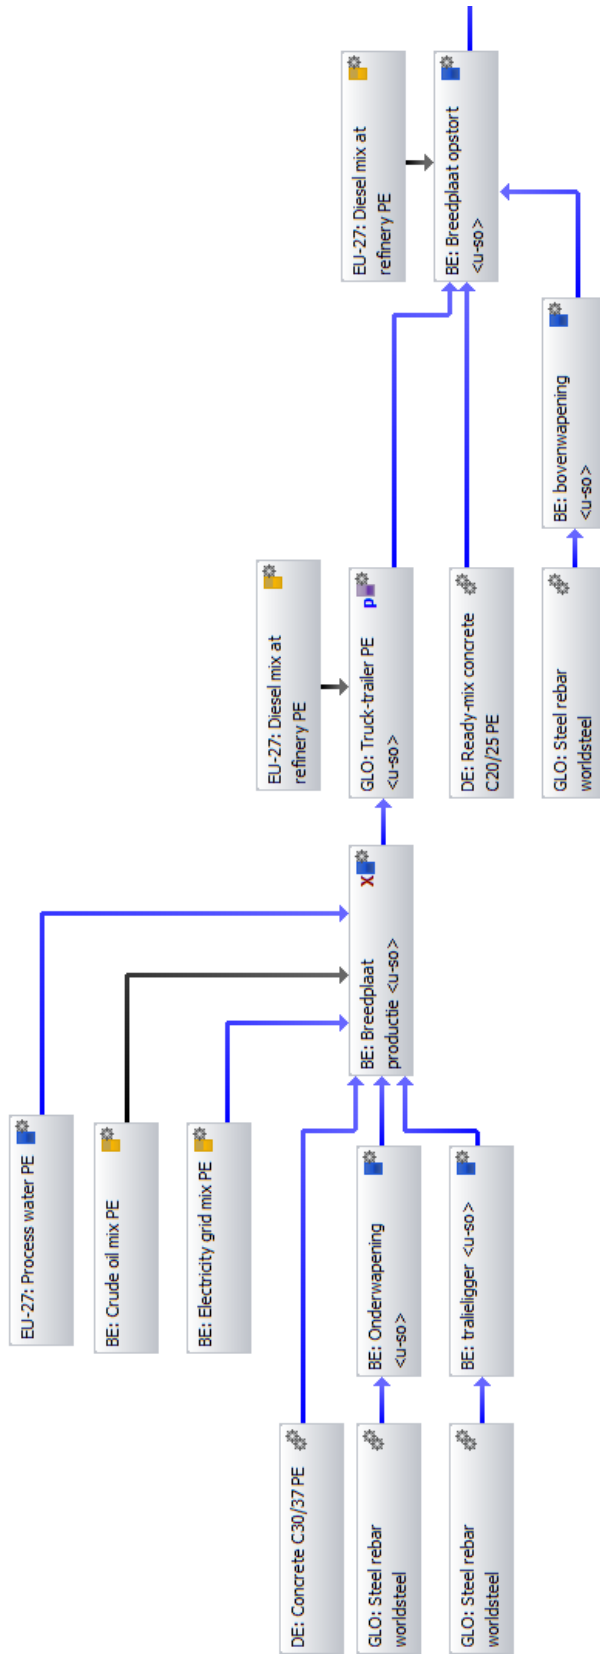 EU-27: Process water PE
BE: Crude oil mix PE
BE: Electricity grid mix PE
DE: Concrete C30/37 PE
GLO: Steel rebar
worldsteel
GLO: Steel rebar
worldsteel
BE: Onderwapening
<u-so>
BE: tralieligger <u-so>
BE: Breedplaat
productie <u-so>
X
EU-27: Diesel mix at
refinery PE
GLO: Truck-trailer PE
<u-so>
p
DE: Ready-mix concrete
C20/25 PE
GLO: Steel rebar
worldsteel
BE: bovenwapening
<u-so>
EU-27: Diesel mix at
refinery PE
BE: Breedplaat opstort
<u-so>